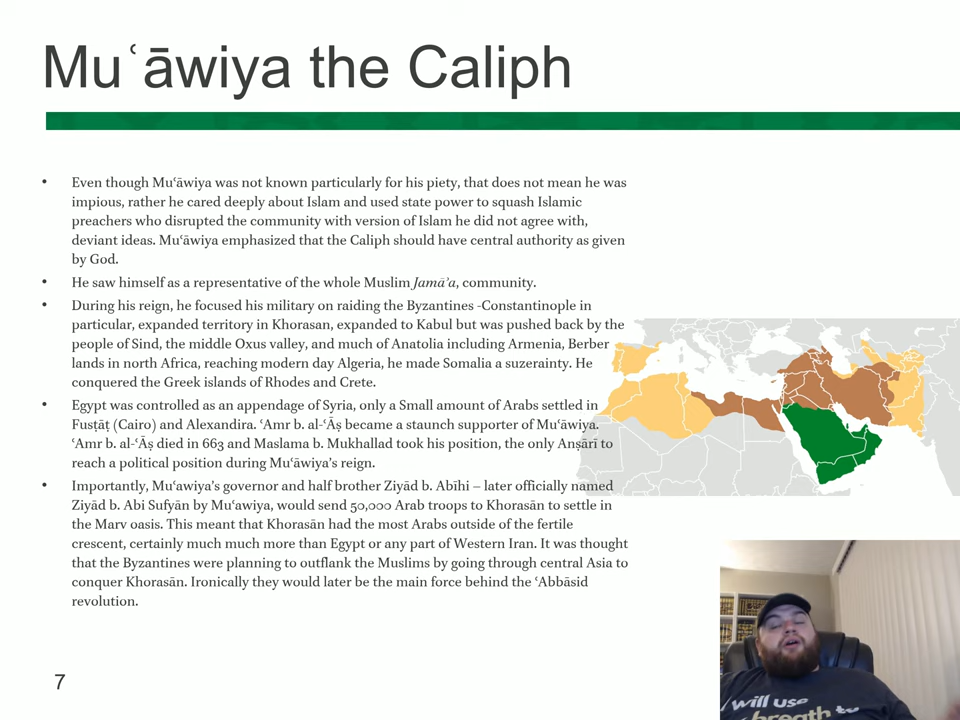 Muʿāwiya the Caliph
• Even though Muʿāwiya was not known particularly for his piety, that does not mean he was
impious, rather he cared deeply about Islam and used state power to squash Islamic
preachers who disrupted the community with version of Islam he did not agree with,
deviant ideas. Muʿāwiya emphasized that the Caliph should have central authority as given
by God.
• He saw himself as a representative of the whole Muslim Jamāʾa, community.
• During his reign, he focused his military on raiding the Byzantines -Constantinople in
particular, expanded territory in Khorasan, expanded to Kabul but was pushed back by the
people of Sind, the middle Oxus valley, and much of Anatolia including Armenia, Berber
lands in north Africa, reaching modern day Algeria, he made Somalia a suzerainty. He
conquered the Greek islands of Rhodes and Crete.
• Egypt was controlled as an appendage of Syria, only a Small amount of Arabs settled in
Fusṭāṭ (Cairo) and Alexandira. ʿAmr b. al-ʿĀṣ became a staunch supporter of Muʿāwiya.
ʿAmr b. al-ʿĀṣ died in 663 and Maslama b. Mukhallad took his position, the only Anṣārī to
reach a political position during Muʿāwiya's reign.
• Importantly, Muʿawiya's governor and half brother Ziyād b. Abīhi – later officially named
Ziyād b. Abi Sufyān by Muʿawiya, would send 50,000 Arab troops to Khorasān to settle in
the Marv oasis. This meant that Khorasān had the most Arabs outside of the fertile
crescent, certainly much much more than Egypt or any part of Western Iran. It was thought
that the Byzantines were planning to outflank the Muslims by going through central Asia to
conquer Khorasān. Ironically they would later be the main force behind the ʿAbbāsid
revolution.
7
I will use
breath to